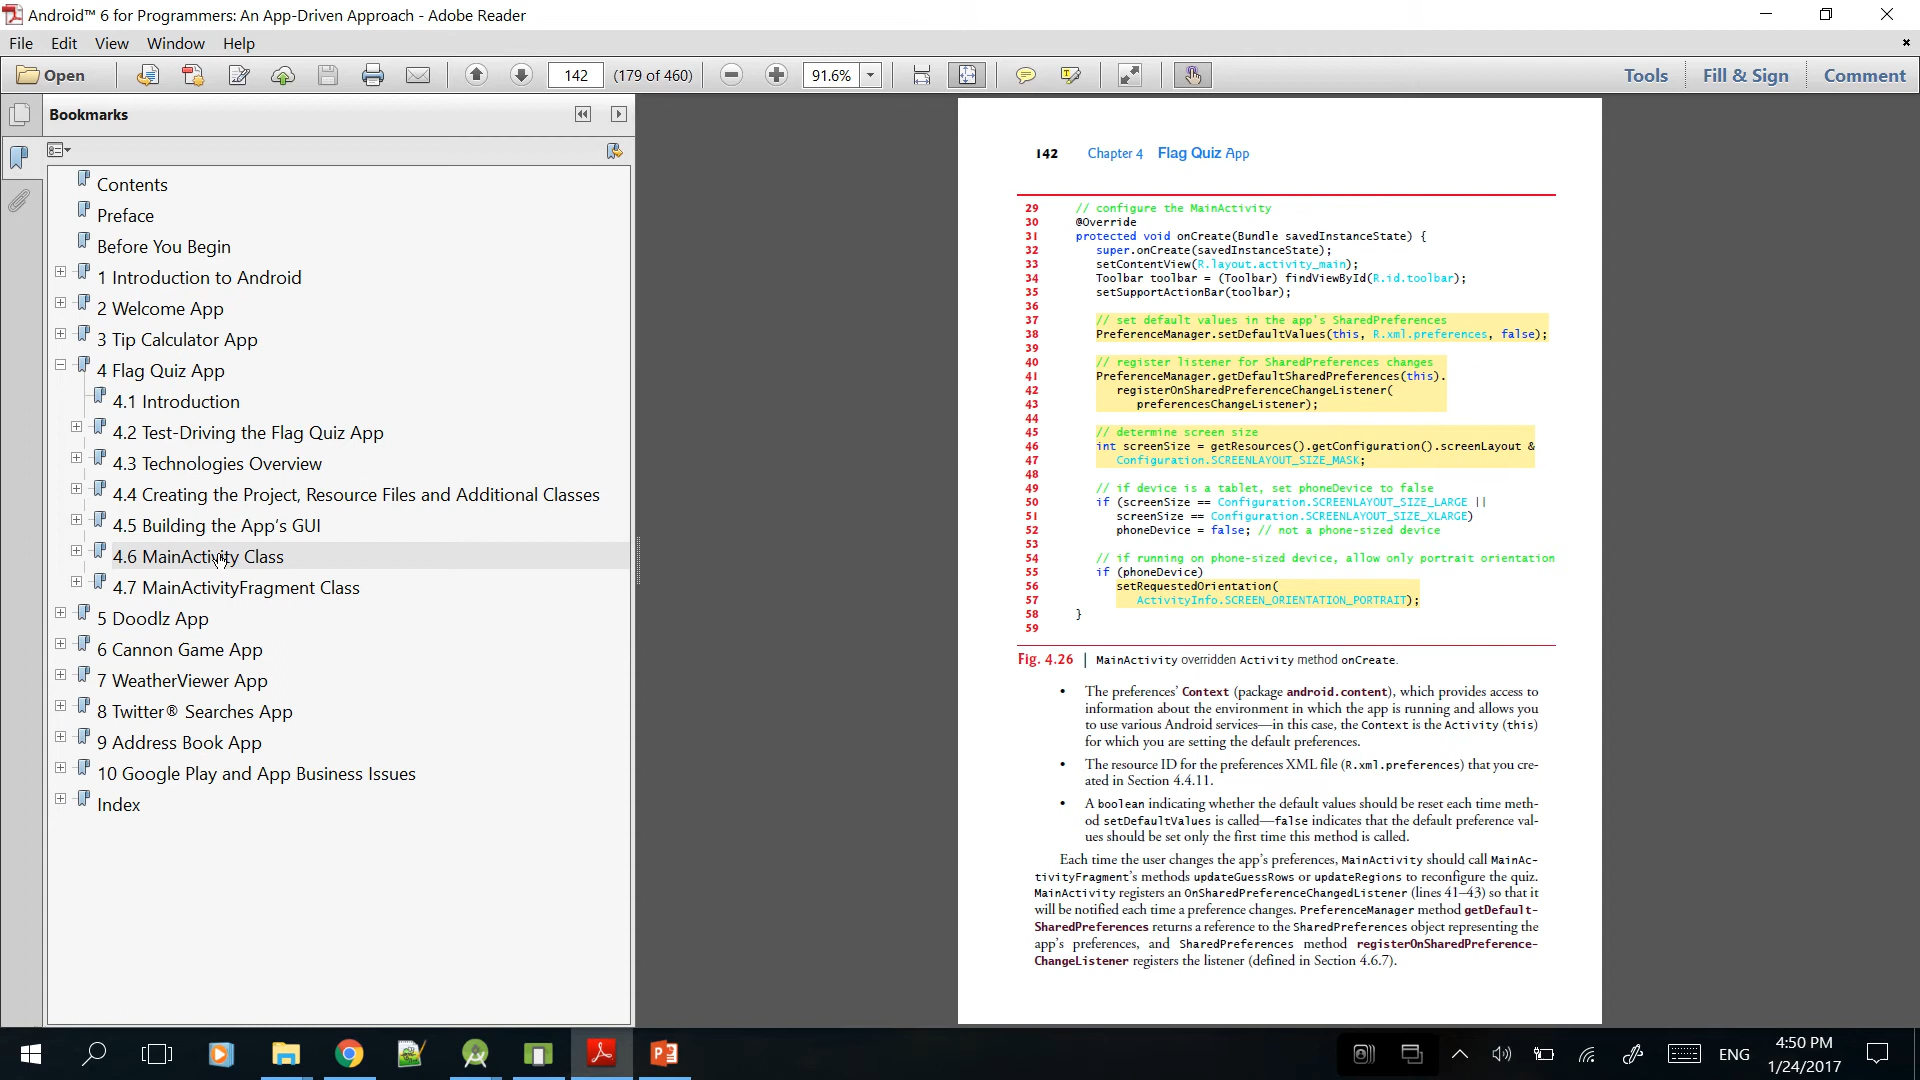 Android™ 6 for Programmers: An App-Driven Approach - Adobe Reader
File Edit View Window Help
Open 142 (179 of 460) 91.6% Tools Fill & Sign Comment
Bookmarks
Contents
Preface
Before You Begin
1 Introduction to Android
2 Welcome App
3 Tip Calculator App
4 Flag Quiz App
4.1 Introduction
4.2 Test-Driving the Flag Quiz App
4.3 Technologies Overview
4.4 Creating the Project, Resource Files and Additional Classes
4.5 Building the App's GUI
4.6 MainActivity Class
4.7 MainActivityFragment Class
5 Doodlz App
6 Cannon Game App
7 WeatherViewer App
8 Twitter® Searches App
9 Address Book App
10 Google Play and App Business Issues
Index
142 Chapter 4 Flag Quiz App
29 // configure the MainActivity
30 @Override
31 protected void onCreate(Bundle savedInstanceState) {
32 super.onCreate(savedInstanceState);
33 setContentView(R.layout.activity_main);
34 Toolbar toolbar = (Toolbar) findViewById(R.id.toolbar);
35 setSupportActionBar(toolbar);
36
37 // set default values in the app's SharedPreferences
38 PreferenceManager.setDefaultValues(this, R.xml.preferences, false);
39
40 // register listener for SharedPreferences changes
41 PreferenceManager.getDefaultSharedPreferences(this).
42 registerOnSharedPreferenceChangeListener(
43 preferencesChangeListener);
44
45 // determine screen size
46 int screenSize = getResources().getConfiguration().screenLayout &
47 Configuration.SCREENLAYOUT_SIZE_MASK;
48
49 // if device is a tablet, set phoneDevice to false
50 if (screenSize == Configuration.SCREENLAYOUT_SIZE_LARGE ||
51 screenSize == Configuration.SCREENLAYOUT_SIZE_XLARGE)
52 phoneDevice = false; // not a phone-sized device
53
54 // if running on phone-sized device, allow only portrait orientation
55 if (phoneDevice)
56 setRequestedOrientation(
57 ActivityInfo.SCREEN_ORIENTATION_PORTRAIT);
58 }
59
Fig. 4.26 | MainActivity overridden Activity method onCreate.
• The preferences' Context (package android.content), which provides access to
information about the environment in which the app is running and allows you
to use various Android services—in this case, the Context is the Activity (this)
for which you are setting the default preferences.
• The resource ID for the preferences XML file (R.xml.preferences) that you cre-
ated in Section 4.4.11.
• A boolean indicating whether the default values should be reset each time meth-
od setDefaultValues is called—false indicates that the default preference val-
ues should be set only the first time this method is called.
Each time the user changes the app's preferences, MainActivity should call MainAc-
tivityFragment's methods updateGuessRows or updateRegions to reconfigure the quiz.
MainActivity registers an OnSharedPreferenceChangedListener (lines 41–43) so that it
will be notified each time a preference changes. PreferenceManager method getDefault-
SharedPreferences returns a reference to the SharedPreferences object representing the
app's preferences, and SharedPreferences method registerOnSharedPreference-
ChangeListener registers the listener (defined in Section 4.6.7).
ENG
4:50 PM
1/24/2017